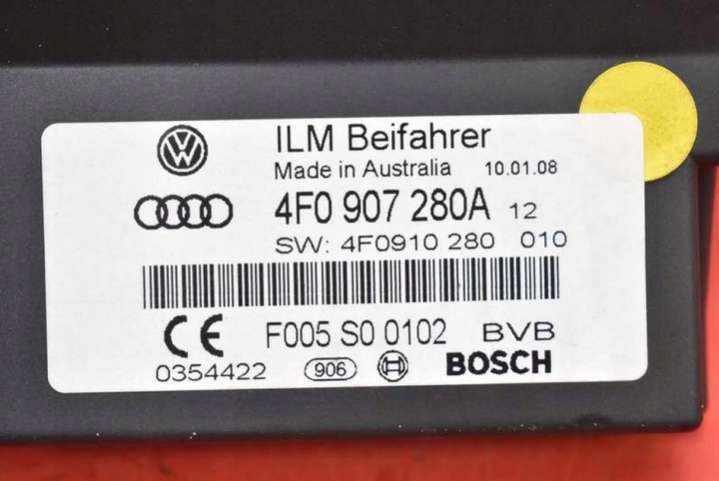 ILM Beifahrer
Made in Australia 10.01.08
4F0 907 280A 12
SW: 4F0910 280 010
CE F005 S0 0102 BVB
0354422 906 BOSCH